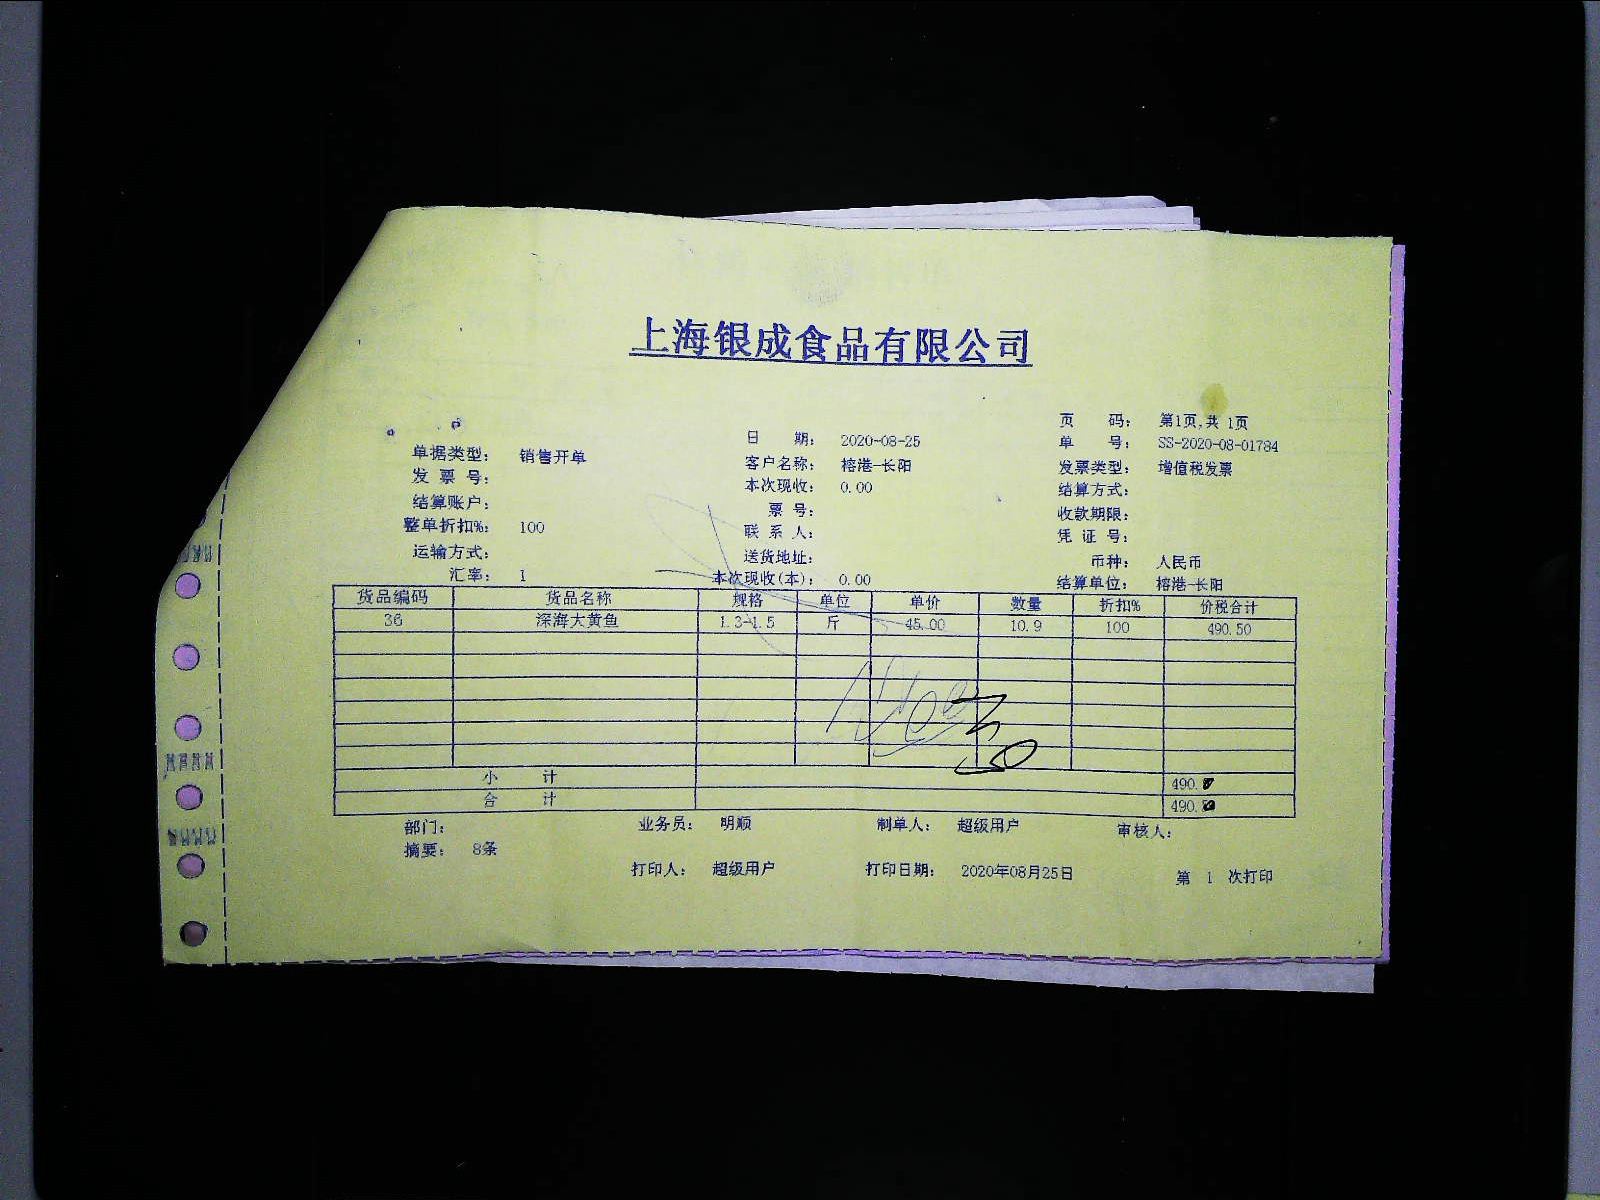 上海银成食品有限公司
页 码： 第1页,共 1页
日 期： 2020-08-25 单 号： SS-2020-08-01784
单据类型： 销售开单 客户名称： 榕港-长阳 发票类型： 增值税发票
发 票 号： 本次现收： 0.00 结算方式：
结算账户： 票 号： 收款期限：
整单折扣%： 100 联 系 人： 凭 证 号：
运输方式： 送货地址： 币种： 人民币
汇率： 1 本次现收(本)： 0.00 结算单位： 榕港-长阳
货品编码 货品名称 规格 单位 单价 数量 折扣% 价税合计
36 深海大黄鱼 1.3-1.5 斤 45.00 10.9 100 490.50
小 计 490.
合 计 490.
部门： 业务员： 明顺 制单人： 超级用户 审核人：
摘要： 8条
打印人： 超级用户 打印日期： 2020年08月25日 第 1 次打印